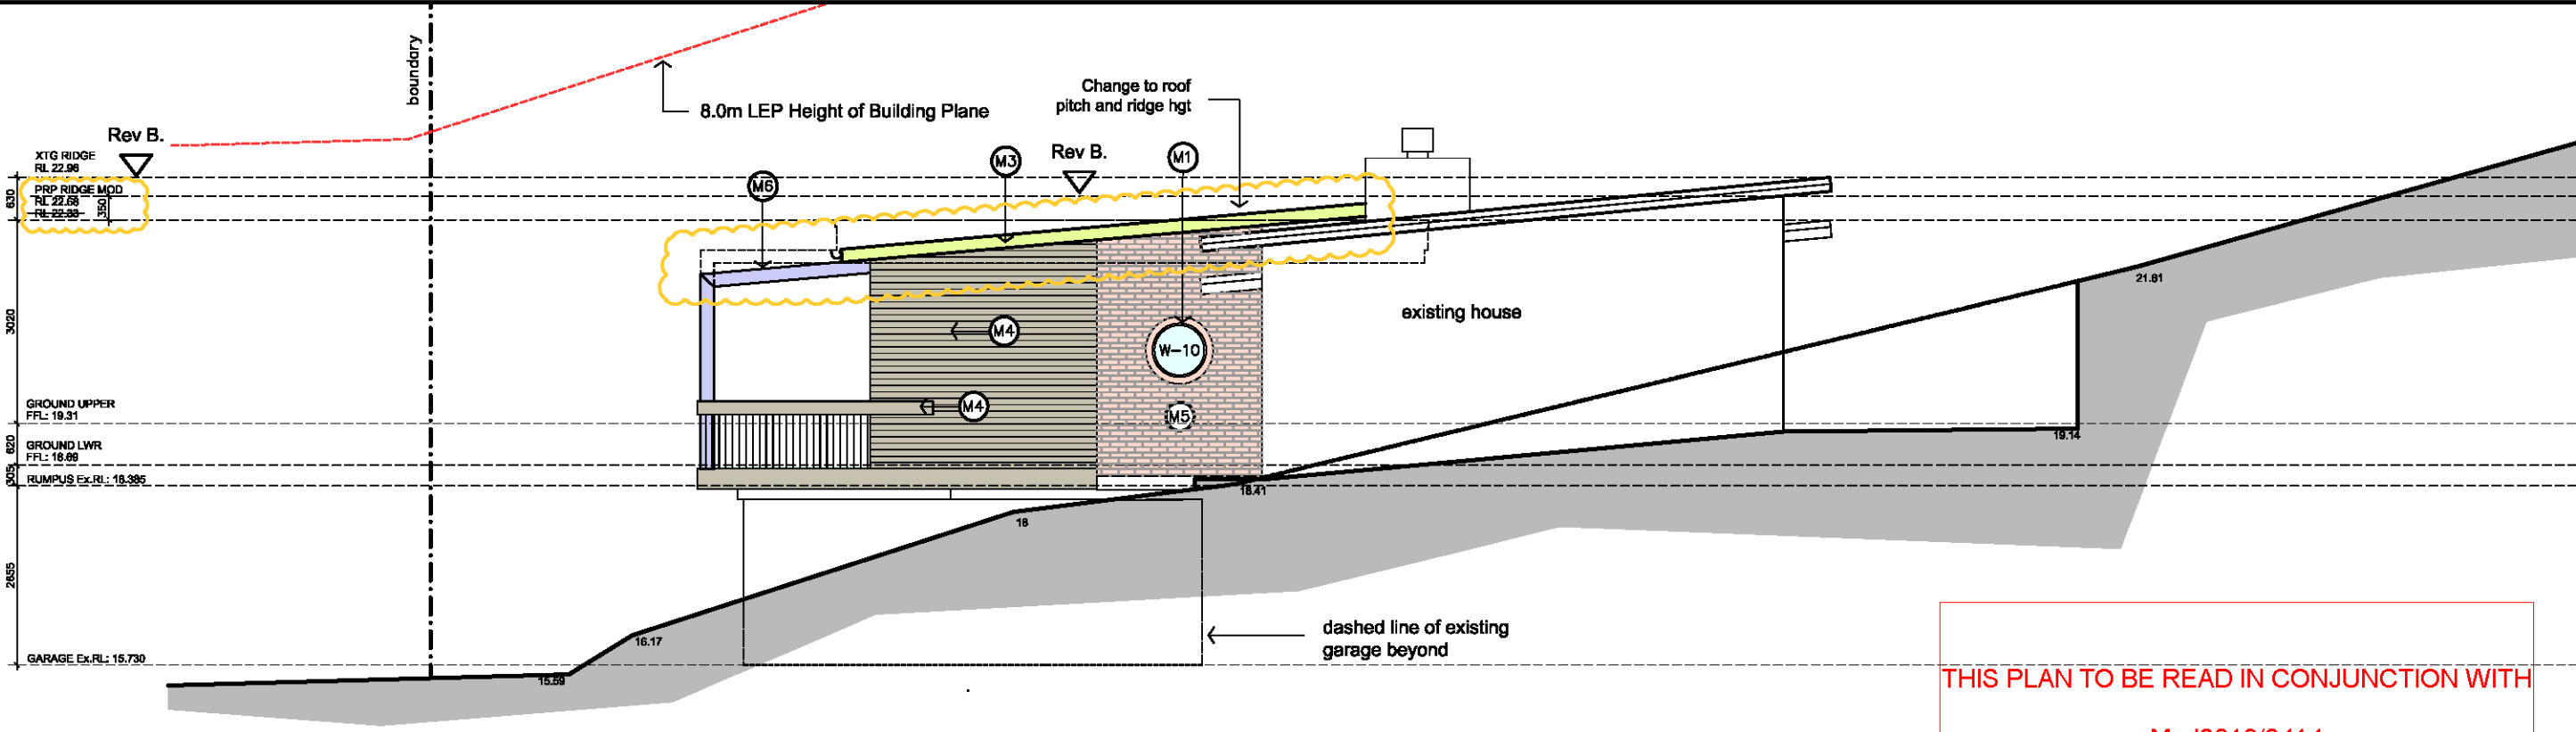 boundary
8.0m LEP Height of Building Plane
Change to roof
pitch and ridge hgt
Rev B.
XTG RIDGE
RL 22.96
PRP RIDGE MOD
RL 22.68
RL 22.33
350
630
3020
620
305
2655
M6
M3
Rev B.
M1
M4
W-10
M4
M5
existing house
GROUND UPPER
FFL: 19.31
GROUND LWR
FFL: 18.69
RUMPUS Ex.RL: 18.385
GARAGE Ex.RL: 15.730
15.59
16.17
18
18.41
19.14
21.61
dashed line of existing
garage beyond
THIS PLAN TO BE READ IN CONJUNCTION WITH